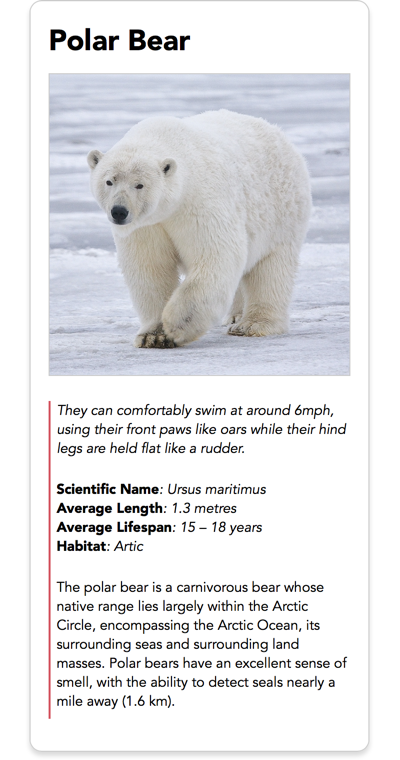 Polar Bear
They can comfortably swim at around 6mph,
using their front paws like oars while their hind
legs are held flat like a rudder.
Scientific Name: Ursus maritimus
Average Length: 1.3 metres
Average Lifespan: 15 – 18 years
Habitat: Artic
The polar bear is a carnivorous bear whose
native range lies largely within the Arctic
Circle, encompassing the Arctic Ocean, its
surrounding seas and surrounding land
masses. Polar bears have an excellent sense of
smell, with the ability to detect seals nearly a
mile away (1.6 km).